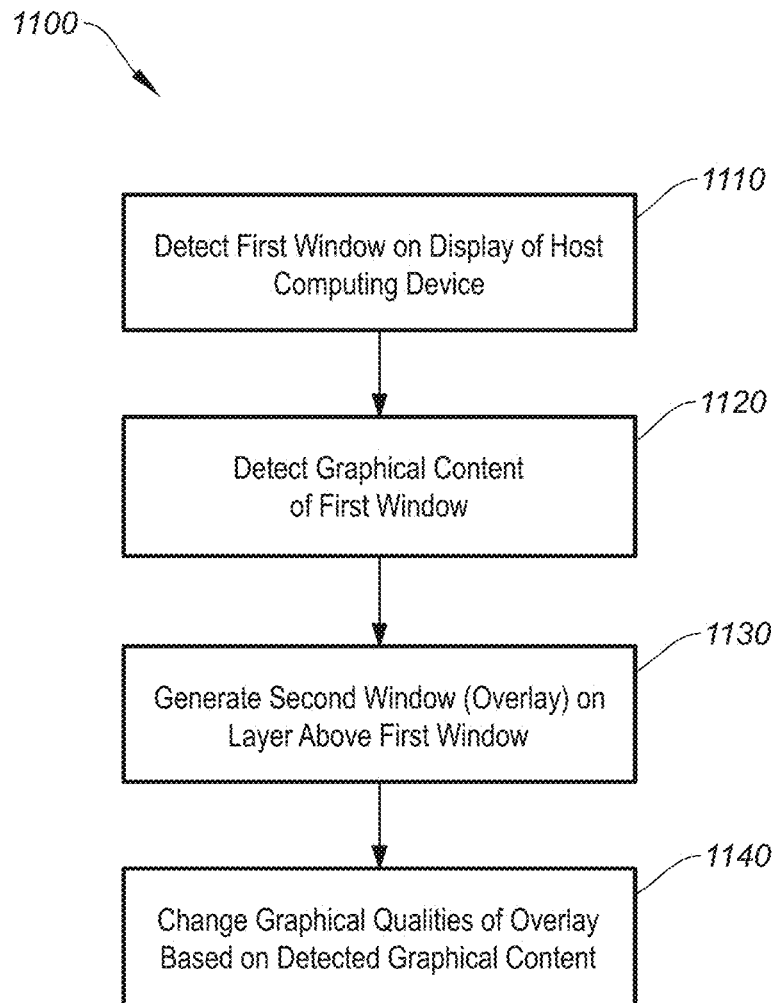 1100
1110
Detect First Window on Display of Host
Computing Device
1120
Detect Graphical Content
of First Window
1130
Generate Second Window (Overlay) on
Layer Above First Window
1140
Change Graphical Qualities of Overlay
Based on Detected Graphical Content